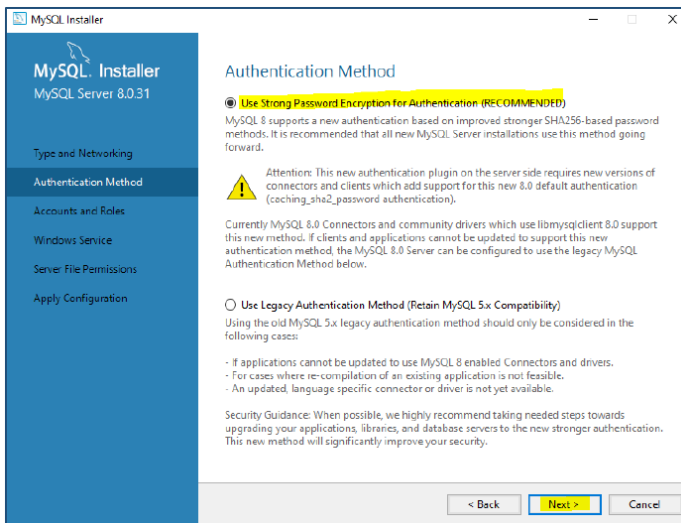 MySQL Installer
MySQL. Installer
MySQL Server 8.0.31
Type and Networking
Authentication Method
Accounts and Roles
Windows Service
Server File Permissions
Apply Configuration
Authentication Method
Use Strong Password Encryption for Authentication (RECOMMENDED)
MySQL 8 supports a new authentication based on improved stronger SHA256-based password
methods. It is recommended that all new MySQL Server installations use this method going
forward.
Attention: This new authentication plugin on the server side requires new versions of
connectors and clients which add support for this new 8.0 default authentication
(caching_sha2_password authentication).
Currently MySQL 8.0 Connectors and community drivers which use libmysqlclient 8.0 support
this new method. If clients and applications cannot be updated to support this new
authentication method, the MySQL 8.0 Server can be configured to use the legacy MySQL
Authentication Method below.
Use Legacy Authentication Method (Retain MySQL 5.x Compatibility)
Using the old MySQL 5.x legacy authentication method should only be considered in the
following cases:
- If applications cannot be updated to use MySQL 8 enabled Connectors and drivers.
- For cases where re-compilation of an existing application is not feasible.
- An updated, language specific connector or driver is not yet available.
Security Guidance: When possible, we highly recommend taking needed steps towards
upgrading your applications, libraries, and database servers to the new stronger authentication.
This new method will significantly improve your security.
< Back
Next >
Cancel